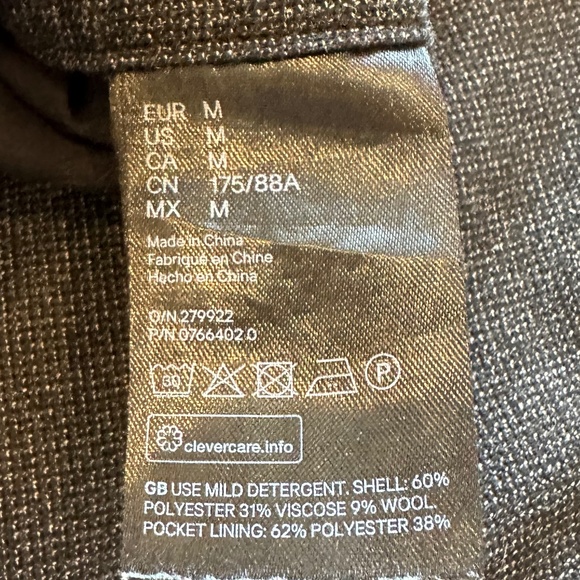 EUR M
US M
CA M
CN 175/88A
MX M
Made in China
Fabriqué en Chine
Hecho en China
O/N 279922
P/N 0766402.0
30
P
clevercare.info
GB USE MILD DETERGENT. SHELL: 60%
POLYESTER 31% VISCOSE 9% WOOL.
POCKET LINING: 62% POLYESTER 38%